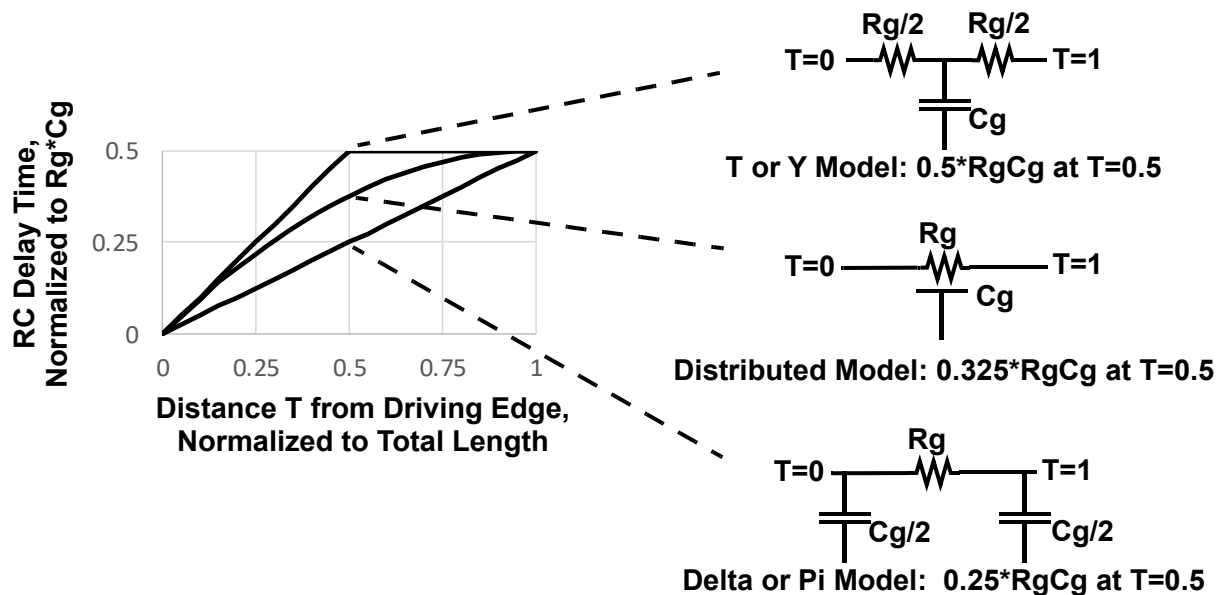 RC Delay Time,
Normalized to Rg*Cg
0.5
0.25
0
0 0.25 0.5 0.75 1
Distance T from Driving Edge,
Normalized to Total Length
Rg/2 Rg/2
T=0 T=1
Cg
T or Y Model: 0.5*RgCg at T=0.5
Rg
T=0 T=1
Cg
Distributed Model: 0.325*RgCg at T=0.5
Rg
T=0 T=1
Cg/2 Cg/2
Delta or Pi Model: 0.25*RgCg at T=0.5